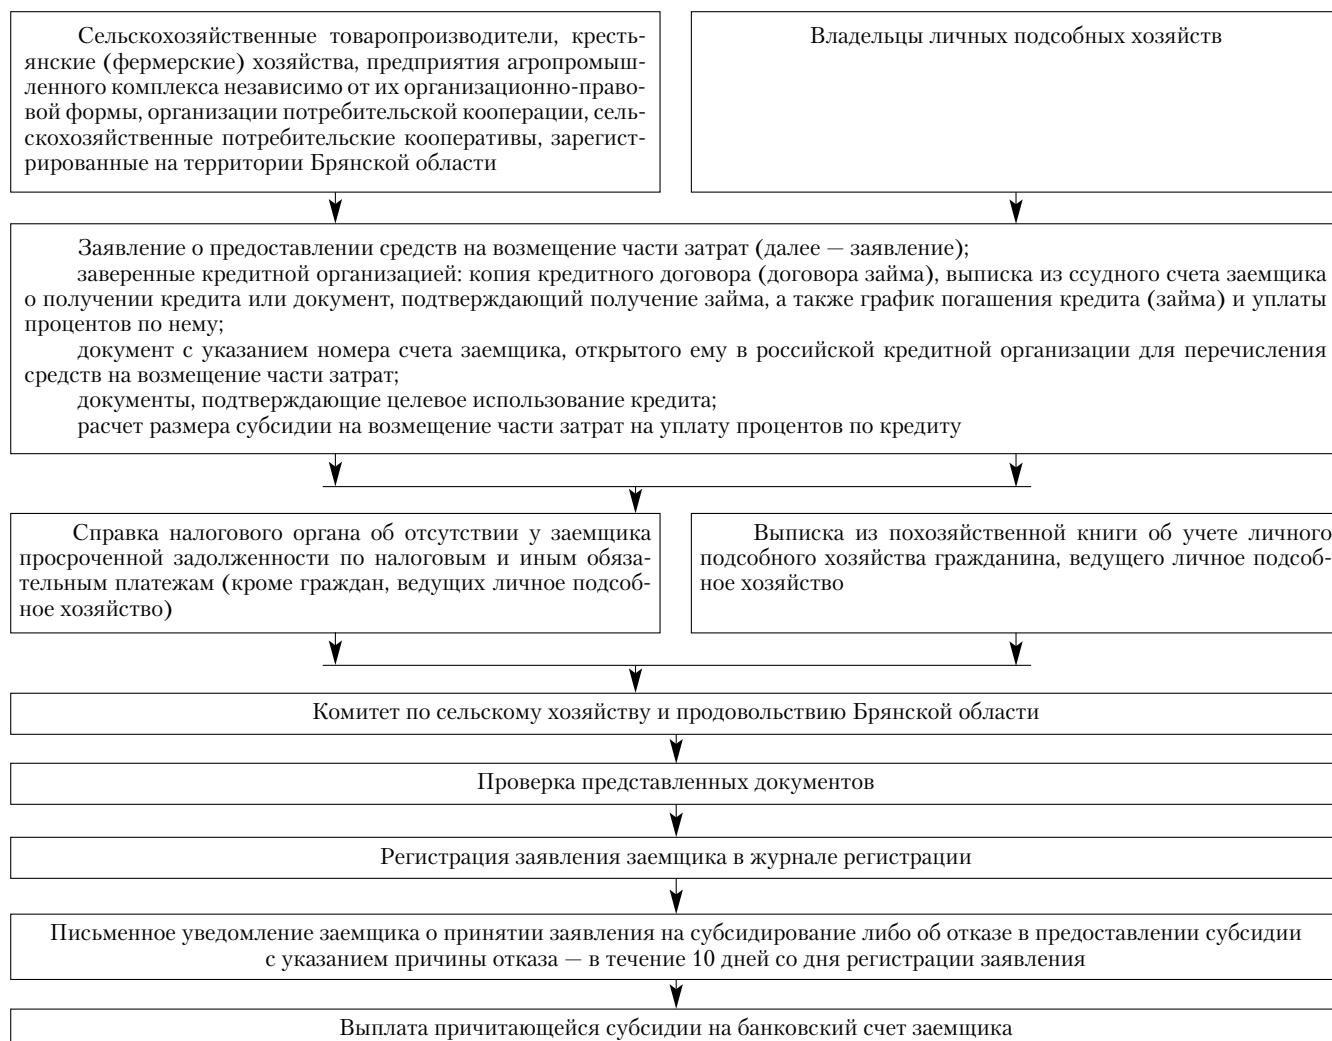 Сельскохозяйственные товаропроизводители, кресть-
янские (фермерские) хозяйства, предприятия агропромыш-
ленного комплекса независимо от их организационно-право-
вой формы, организации потребительской кооперации, сель-
скохозяйственные потребительские кооперативы, зарегист-
рированные на территории Брянской области
Владельцы личных подсобных хозяйств
Заявление о предоставлении средств на возмещение части затрат (далее — заявление);
заверенные кредитной организацией: копия кредитного договора (договора займа), выписка из ссудного счета заемщика
о получении кредита или документ, подтверждающий получение займа, а также график погашения кредита (займа) и уплаты
процентов по нему;
документ с указанием номера счета заемщика, открытого ему в российской кредитной организации для перечисления
средств на возмещение части затрат;
документы, подтверждающие целевое использование кредита;
расчет размера субсидии на возмещение части затрат на уплату процентов по кредиту
Справка налогового органа об отсутствии у заемщика
просроченной задолженности по налоговым и иным обяза-
тельным платежам (кроме граждан, ведущих личное подсоб-
ное хозяйство)
Выписка из похозяйственной книги об учете личного
подсобного хозяйства гражданина, ведущего личное подсоб-
ное хозяйство
Комитет по сельскому хозяйству и продовольствию Брянской области
Проверка представленных документов
Регистрация заявления заемщика в журнале регистрации
Письменное уведомление заемщика о принятии заявления на субсидирование либо об отказе в предоставлении субсидии
с указанием причины отказа — в течение 10 дней со дня регистрации заявления
Выплата причитающейся субсидии на банковский счет заемщика